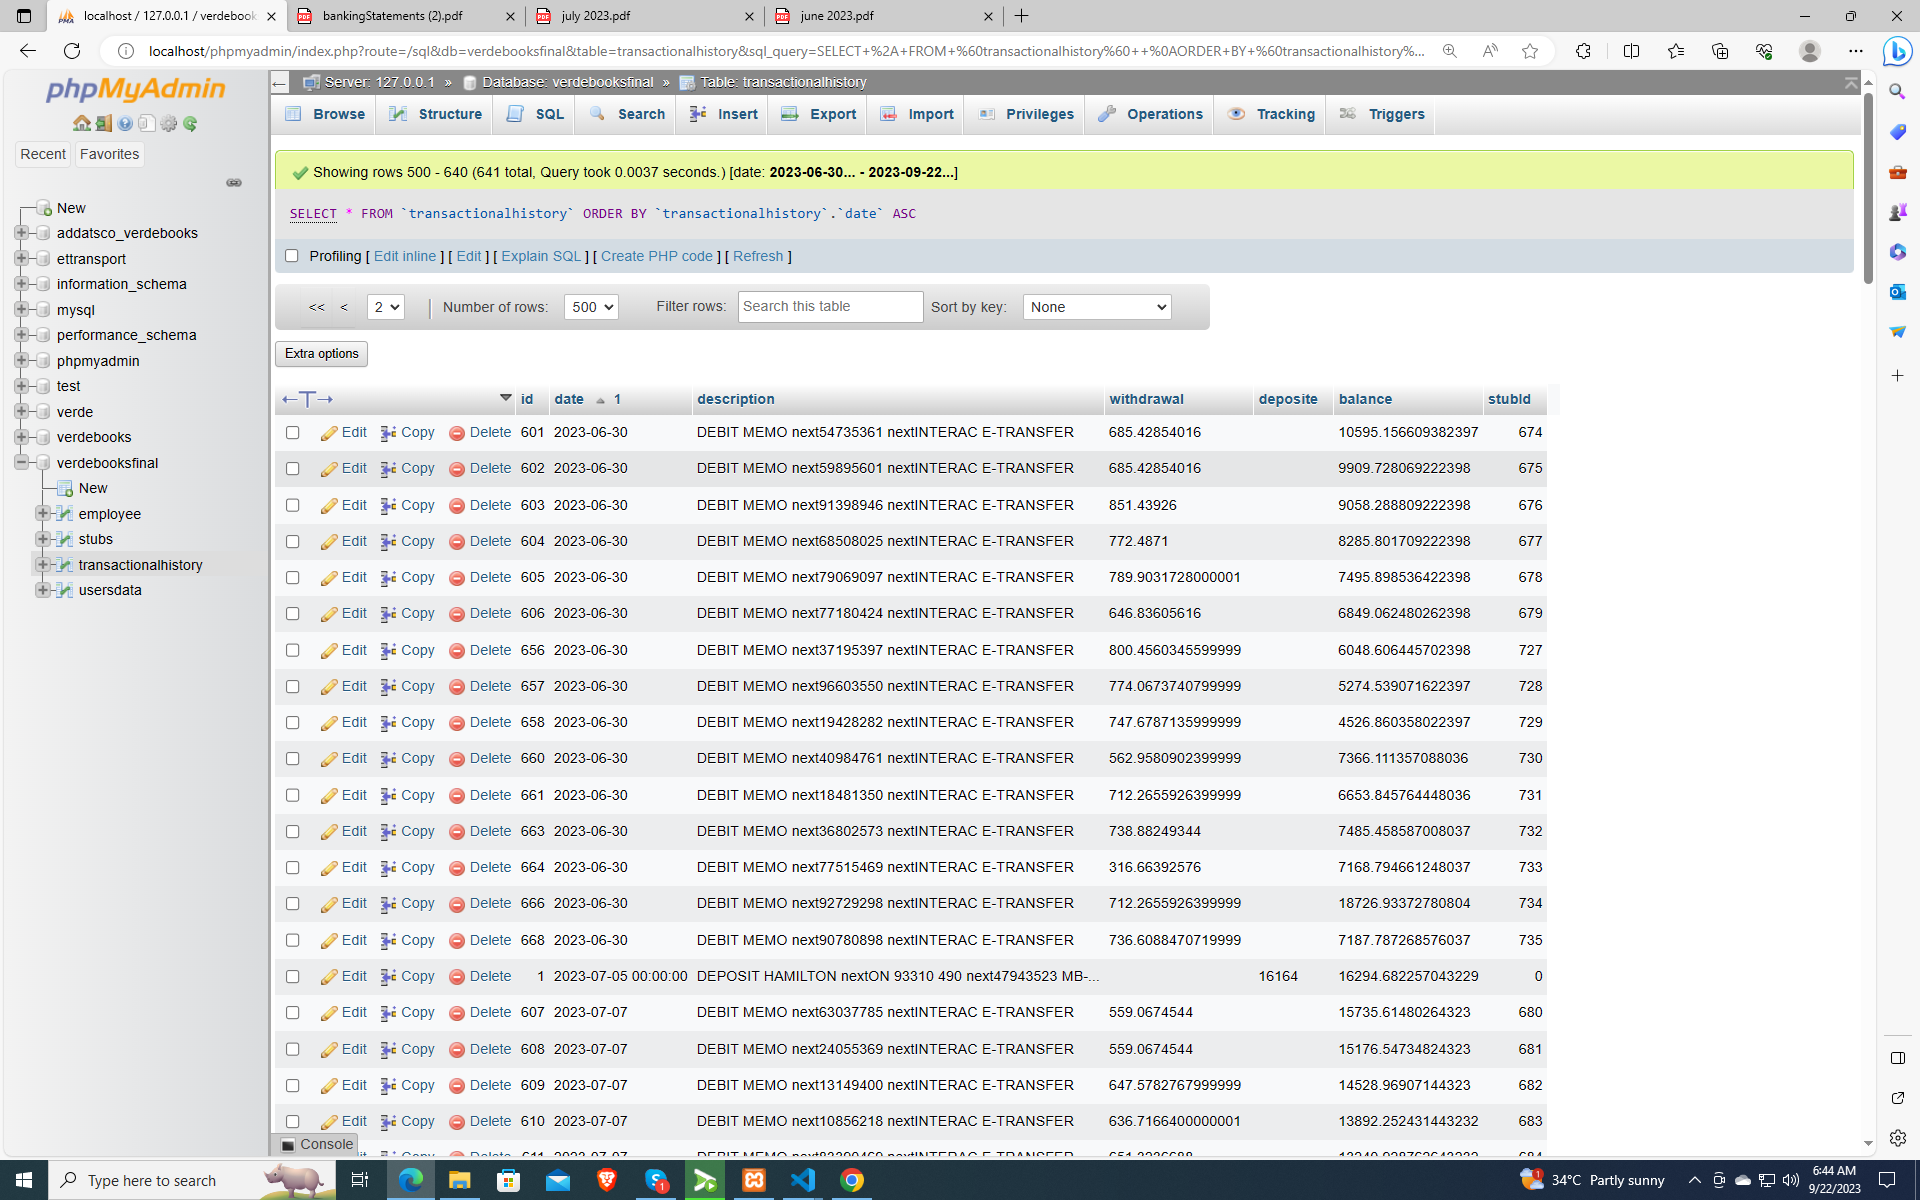 localhost / 127.0.0.1 / verdebooks
bankingStatements (2).pdf
july 2023.pdf
june 2023.pdf
localhost/phpmyadmin/index.php?route=/sql&db=verdebooksfinal&table=transactionalhistory&sql_query=SELECT+%2A+FROM+%60transactionalhistory%60++%0AORDER+BY+%60transactionalhistory%...
phpMyAdmin
Recent Favorites
New
addatsco_verdebooks
ettransport
information_schema
mysql
performance_schema
phpmyadmin
test
verde
verdebooks
verdebooksfinal
New
employee
stubs
transactionalhistory
usersdata
Server: 127.0.0.1 » Database: verdebooksfinal » Table: transactionalhistory
Browse Structure SQL Search Insert Export Import Privileges Operations Tracking Triggers
Showing rows 500 - 640 (641 total, Query took 0.0037 seconds.) [date: 2023-06-30... - 2023-09-22...]
SELECT * FROM `transactionalhistory` ORDER BY `transactionalhistory`.`date` ASC
Profiling [ Edit inline ] [ Edit ] [ Explain SQL ] [ Create PHP code ] [ Refresh ]
<< < 2 Number of rows: 500 Filter rows: Search this table Sort by key: None
Extra options
←T→ id date 1 description withdrawal deposite balance stubId
Edit Copy Delete 601 2023-06-30 DEBIT MEMO next54735361 nextINTERAC E-TRANSFER 685.42854016 10595.156609382397 674
Edit Copy Delete 602 2023-06-30 DEBIT MEMO next59895601 nextINTERAC E-TRANSFER 685.42854016 9909.728069222398 675
Edit Copy Delete 603 2023-06-30 DEBIT MEMO next91398946 nextINTERAC E-TRANSFER 851.43926 9058.288809222398 676
Edit Copy Delete 604 2023-06-30 DEBIT MEMO next68508025 nextINTERAC E-TRANSFER 772.4871 8285.801709222398 677
Edit Copy Delete 605 2023-06-30 DEBIT MEMO next79069097 nextINTERAC E-TRANSFER 789.9031728000001 7495.898536422398 678
Edit Copy Delete 606 2023-06-30 DEBIT MEMO next77180424 nextINTERAC E-TRANSFER 646.83605616 6849.062480262398 679
Edit Copy Delete 656 2023-06-30 DEBIT MEMO next37195397 nextINTERAC E-TRANSFER 800.4560345599999 6048.606445702398 727
Edit Copy Delete 657 2023-06-30 DEBIT MEMO next96603550 nextINTERAC E-TRANSFER 774.0673740799999 5274.539071622397 728
Edit Copy Delete 658 2023-06-30 DEBIT MEMO next19428282 nextINTERAC E-TRANSFER 747.6787135999999 4526.860358022397 729
Edit Copy Delete 660 2023-06-30 DEBIT MEMO next40984761 nextINTERAC E-TRANSFER 562.9580902399999 7366.111357088036 730
Edit Copy Delete 661 2023-06-30 DEBIT MEMO next18481350 nextINTERAC E-TRANSFER 712.2655926399999 6653.845764448036 731
Edit Copy Delete 663 2023-06-30 DEBIT MEMO next36802573 nextINTERAC E-TRANSFER 738.88249344 7485.458587008037 732
Edit Copy Delete 664 2023-06-30 DEBIT MEMO next77515469 nextINTERAC E-TRANSFER 316.66392576 7168.794661248037 733
Edit Copy Delete 666 2023-06-30 DEBIT MEMO next92729298 nextINTERAC E-TRANSFER 712.2655926399999 18726.93372780804 734
Edit Copy Delete 668 2023-06-30 DEBIT MEMO next90780898 nextINTERAC E-TRANSFER 736.6088470719999 7187.787268576037 735
Edit Copy Delete 1 2023-07-05 00:00:00 DEPOSIT HAMILTON nextON 93310 490 next47943523 MB-... 16164 16294.682257043229 0
Edit Copy Delete 607 2023-07-07 DEBIT MEMO next63037785 nextINTERAC E-TRANSFER 559.0674544 15735.61480264323 680
Edit Copy Delete 608 2023-07-07 DEBIT MEMO next24055369 nextINTERAC E-TRANSFER 559.0674544 15176.54734824323 681
Edit Copy Delete 609 2023-07-07 DEBIT MEMO next13149400 nextINTERAC E-TRANSFER 647.5782767999999 14528.96907144323 682
Edit Copy Delete 610 2023-07-07 DEBIT MEMO next10856218 nextINTERAC E-TRANSFER 636.7166400000001 13892.252431443232 683
Console
Type here to search
34°C Partly sunny
6:44 AM
9/22/2023